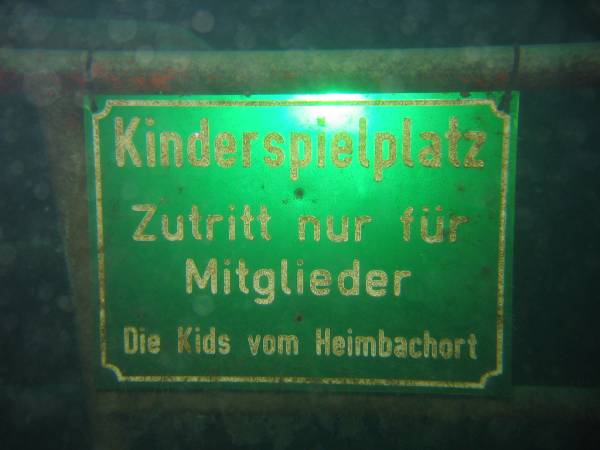 Kinderspielplatz
Zutritt nur für
Mitglieder
Die Kids vom Heimbachort